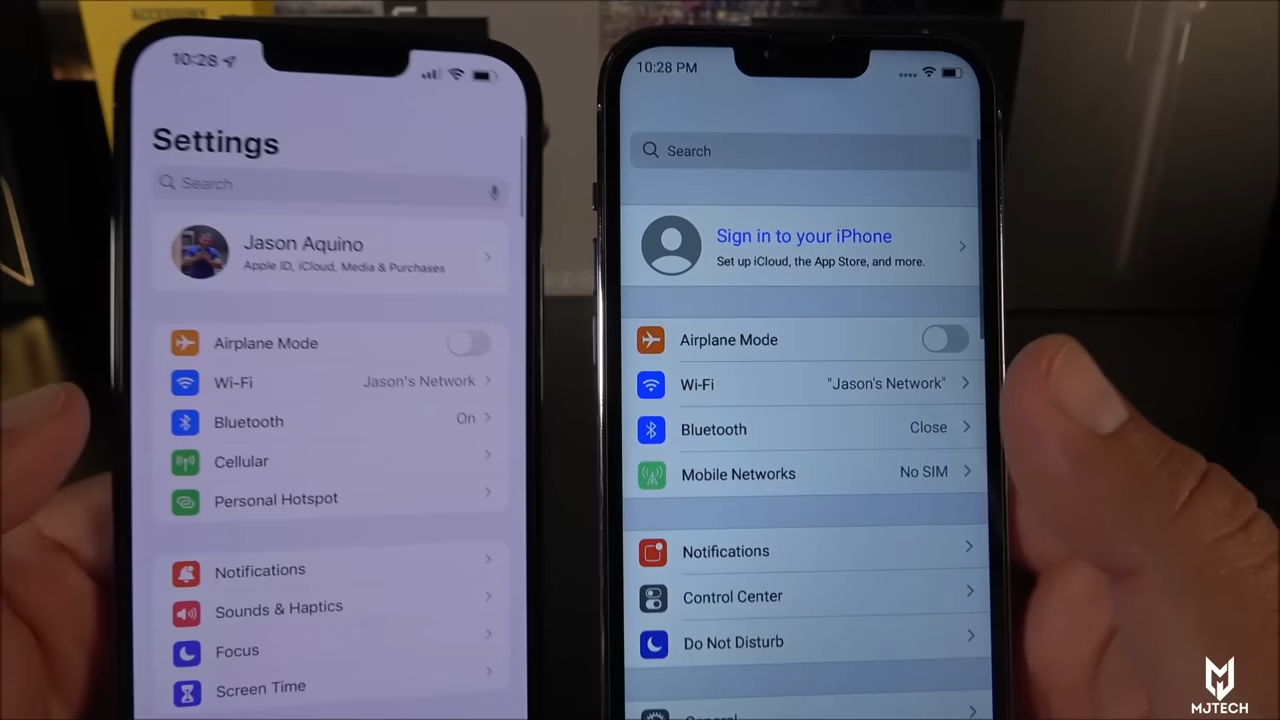 ACCESSORY
10:28
Settings
Search
Jason Aquino
Apple ID, iCloud, Media & Purchases
Airplane Mode
Wi-Fi
Jason's Network
Bluetooth
On
Cellular
Personal Hotspot
Notifications
Sounds & Haptics
Focus
Screen Time
10:28 PM
Search
Sign in to your iPhone
Set up iCloud, the App Store, and more.
Airplane Mode
Wi-Fi
"Jason's Network"
Bluetooth
Close
Mobile Networks
No SIM
Notifications
Control Center
Do Not Disturb
General
MJTECH